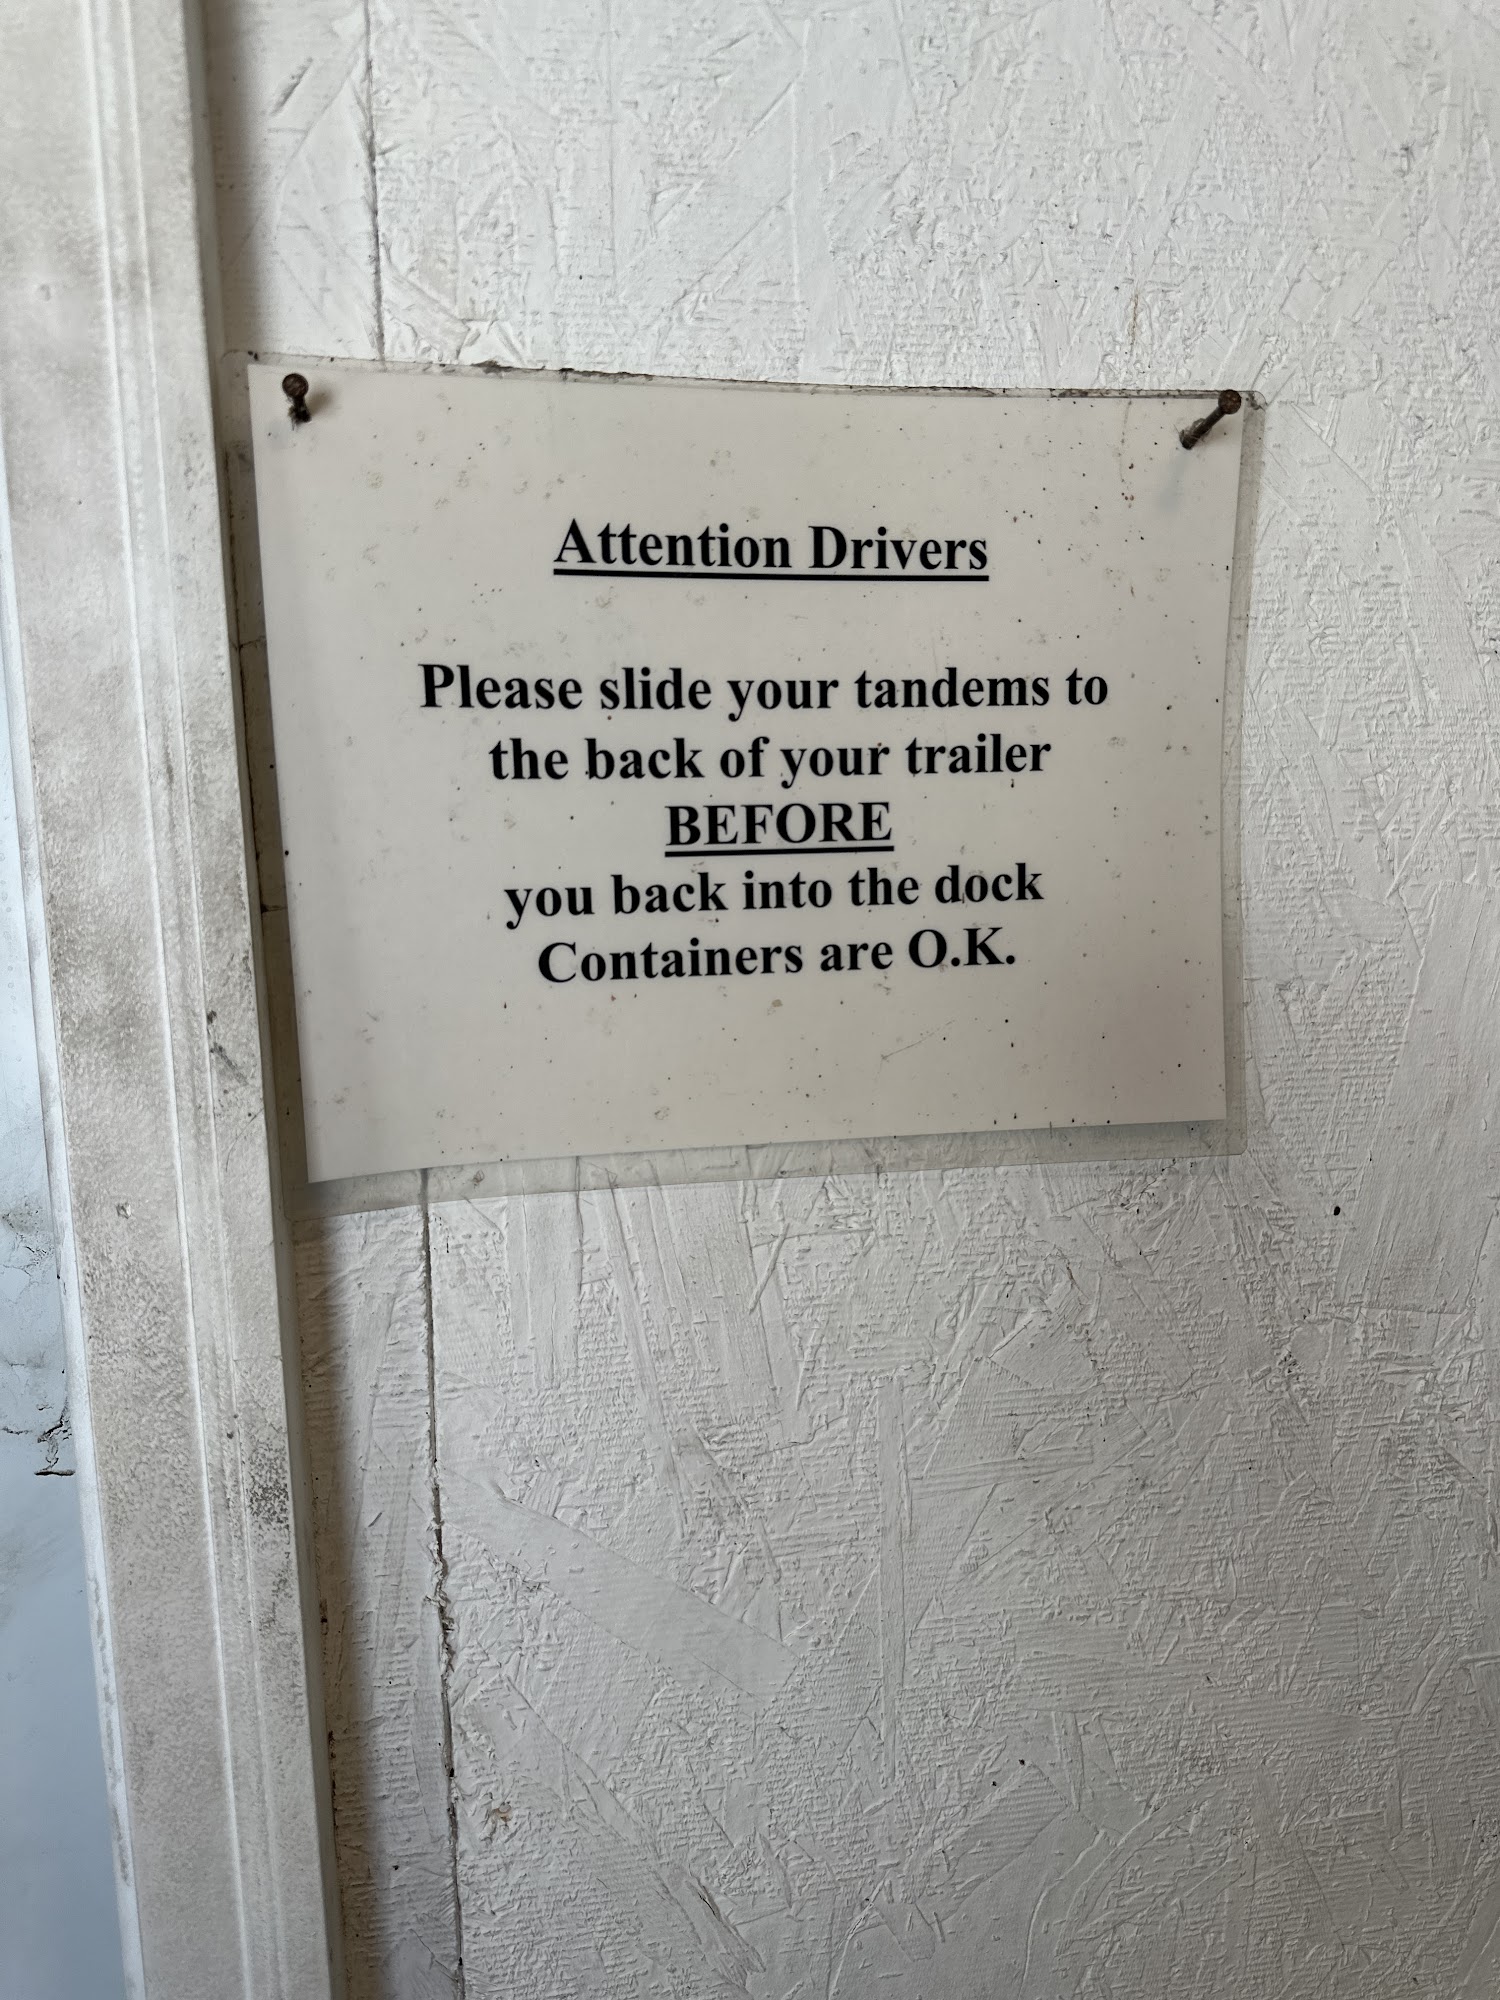 Attention Drivers
Please slide your tandems to
the back of your trailer
BEFORE
you back into the dock
Containers are O.K.